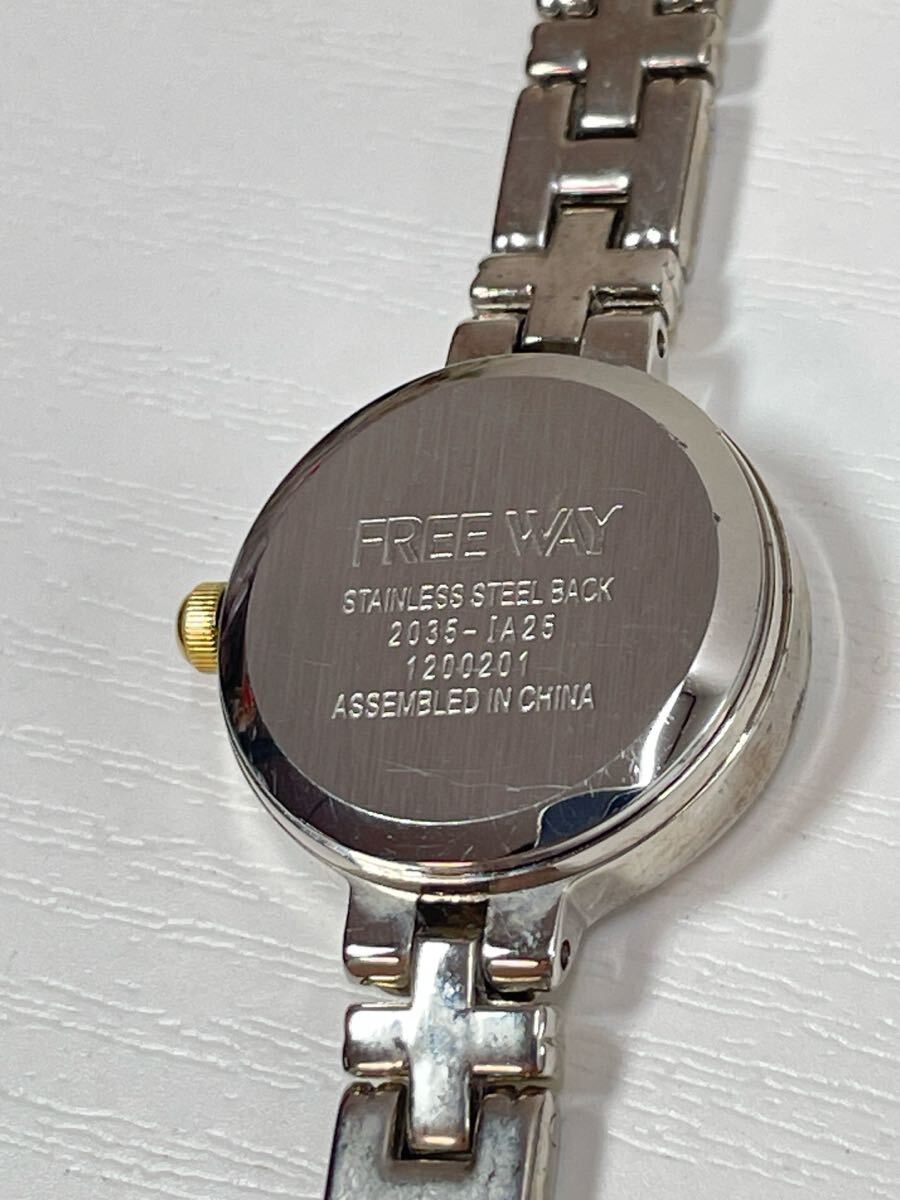 FREE WAY
STAINLESS STEEL BACK
2035-IA25
1200201
ASSEMBLED IN CHINA